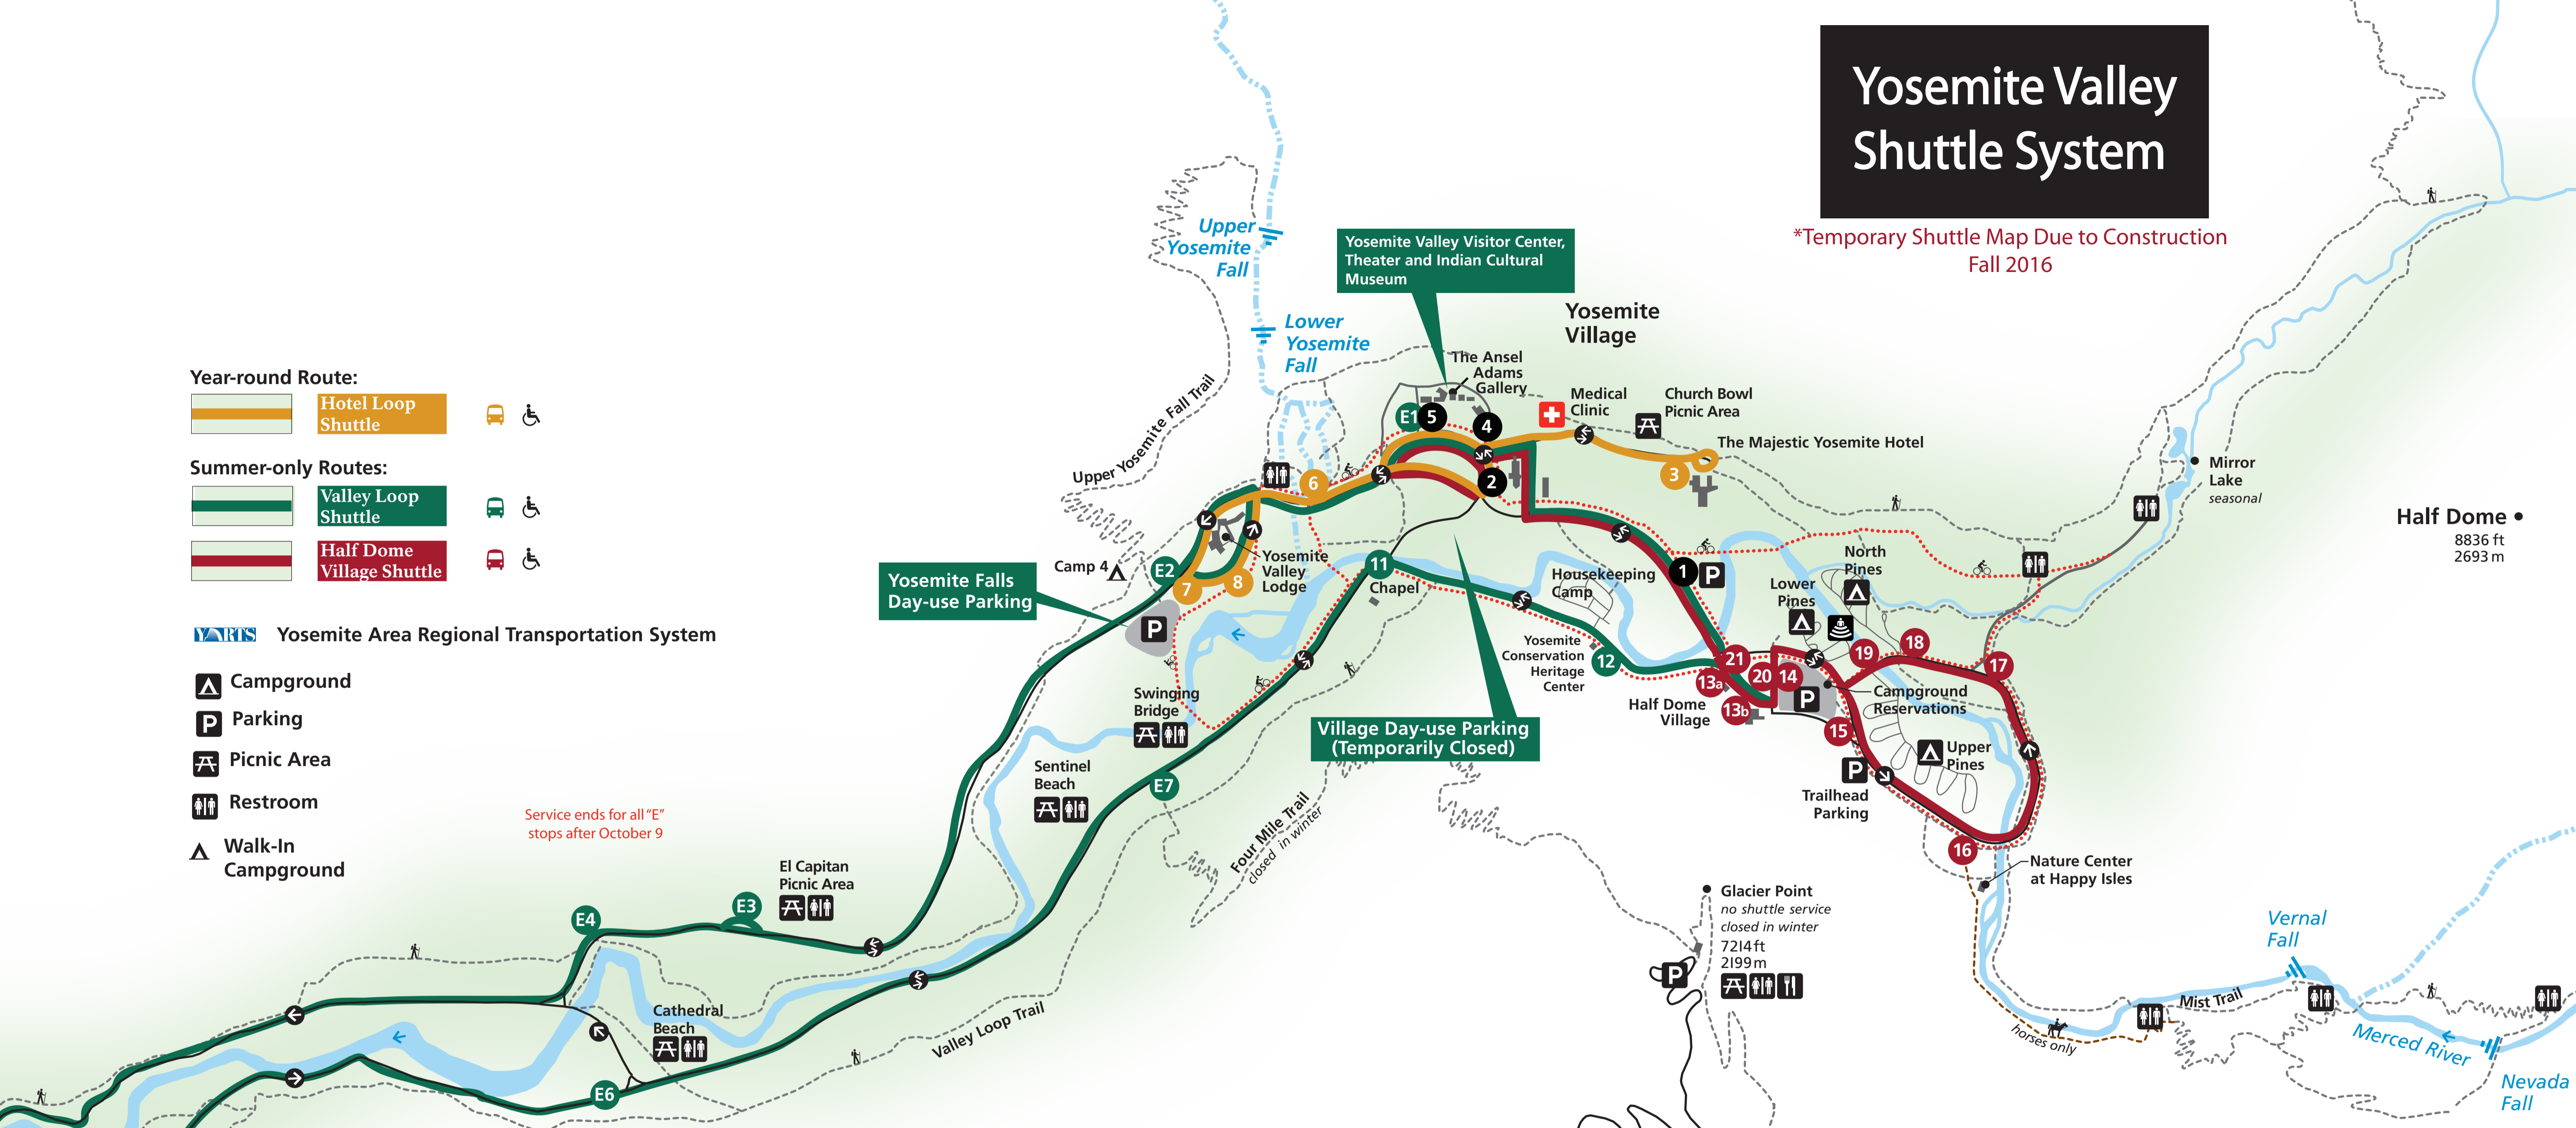 Yosemite Valley
Shuttle System
*Temporary Shuttle Map Due to Construction
Fall 2016
Upper
Yosemite
Fall
Lower
Yosemite
Fall
Yosemite Valley Visitor Center,
Theater and Indian Cultural
Museum
Yosemite
Village
The Ansel
Adams
Gallery
Medical
Clinic
Church Bowl
Picnic Area
The Majestic Yosemite Hotel
Mirror
Lake
seasonal
Half Dome
8836 ft
2693 m
Year-round Route:
Hotel Loop
Shuttle
Summer-only Routes:
Valley Loop
Shuttle
Half Dome
Village Shuttle
YARTS
Yosemite Area Regional Transportation System
Campground
P
Parking
Picnic Area
Restroom
Walk-In
Campground
Service ends for all "E"
stops after October 9
Upper Yosemite Fall Trail
E1
5
4
2
3
6
E2
7
8
Camp 4
Yosemite
Valley
Lodge
Yosemite Falls
Day-use Parking
P
11
Chapel
Housekeeping
Camp
1
P
North
Pines
Lower
Pines
Yosemite
Conservation
Heritage
Center
12
21
13a
20
14
13b
P
19
18
17
Half Dome
Village
Campground
Reservations
15
Upper
Pines
P
Trailhead
Parking
16
Nature Center
at Happy Isles
Swinging
Bridge
Village Day-use Parking
(Temporarily Closed)
Sentinel
Beach
E7
Four Mile Trail
closed in winter
El Capitan
Picnic Area
E3
E4
Cathedral
Beach
E6
Valley Loop Trail
Glacier Point
no shuttle service
closed in winter
7214 ft
2199 m
P
Vernal
Fall
Mist Trail
horses only
Merced River
Nevada
Fall